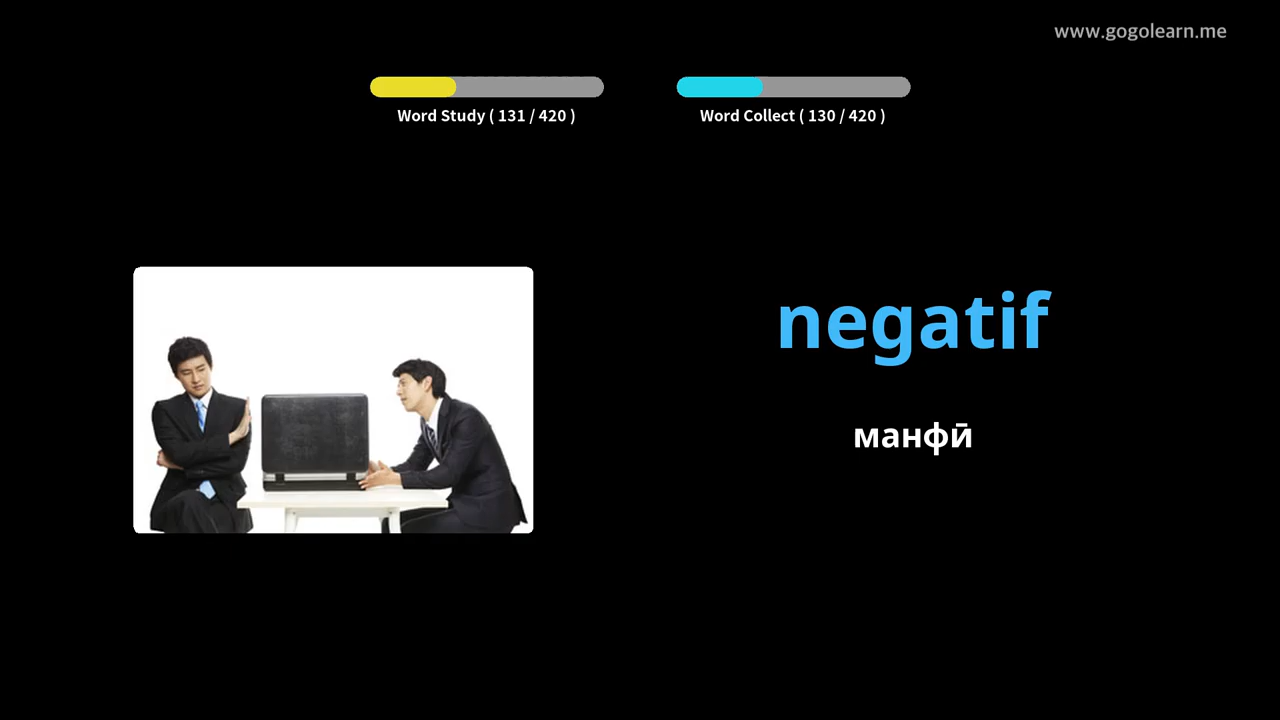 www.gogolearn.me
Word Study ( 131 / 420 )
Word Collect ( 130 / 420 )
negatif
манфӣ